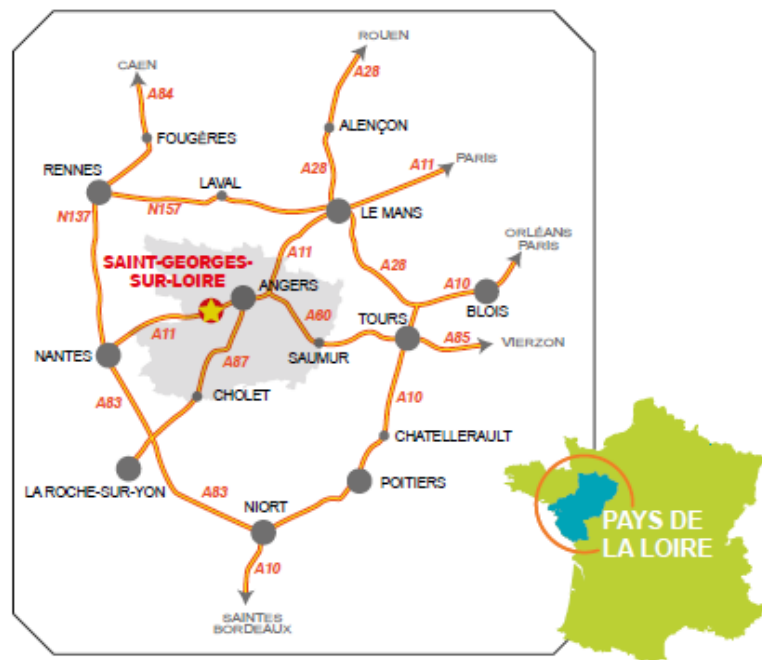 ROUEN
CAEN
A28
A84
ALENÇON
FOUGÈRES
PARIS
A11
RENNES
A28
LAVAL
N137
N157
LE MANS
ORLÉANS
PARIS
SAINT-GEORGES-
SUR-LOIRE
A11
A28
ANGERS
A10
BLOIS
A60
TOURS
A11
A85
VIERZON
NANTES
A87
SAUMUR
A83
CHOLET
A10
CHATELLERAULT
LA ROCHE-SUR-YON
A83
POITIERS
NIORT
PAYS DE
LA LOIRE
A10
SAINTES
BORDEAUX